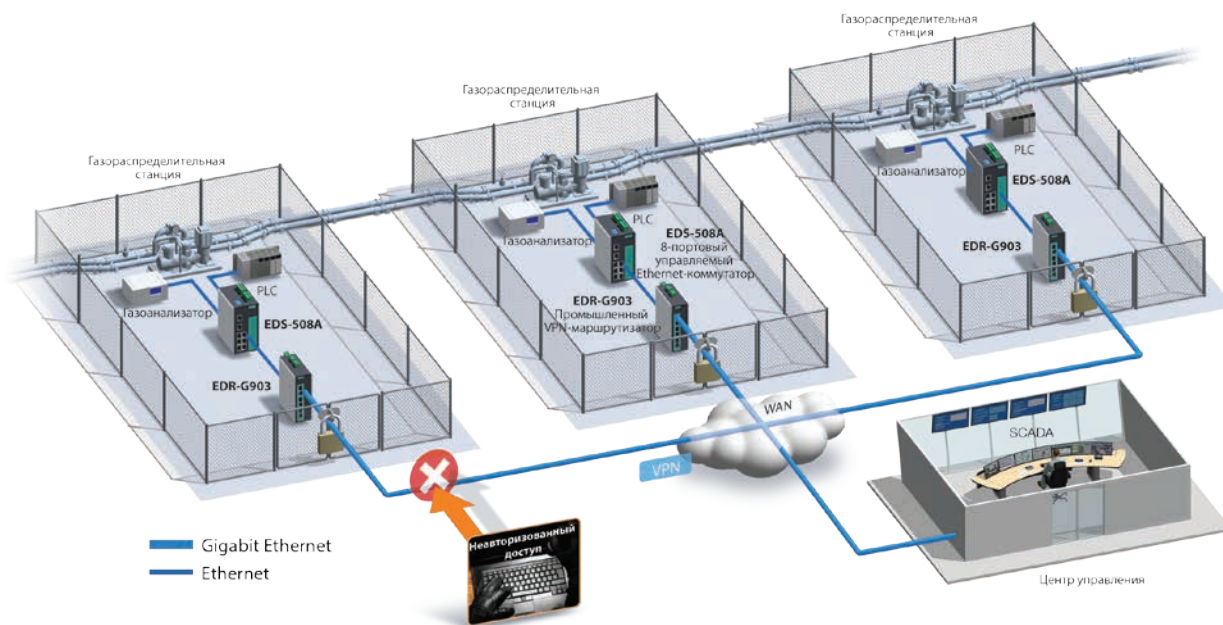 Газораспределительная
станция
Газоанализатор
PLC
EDS-508A
EDR-G903
Газораспределительная
станция
Газоанализатор
PLC
EDS-508A
8-портовый
управляемый
Ethernet-коммутатор
EDR-G903
Промышленный
VPN-маршрутизатор
Газораспределительная
станция
Газоанализатор
PLC
EDS-508A
EDR-G903
WAN
VPN
SCADA
Центр управления
Неавторизованный
доступ
Gigabit Ethernet
Ethernet